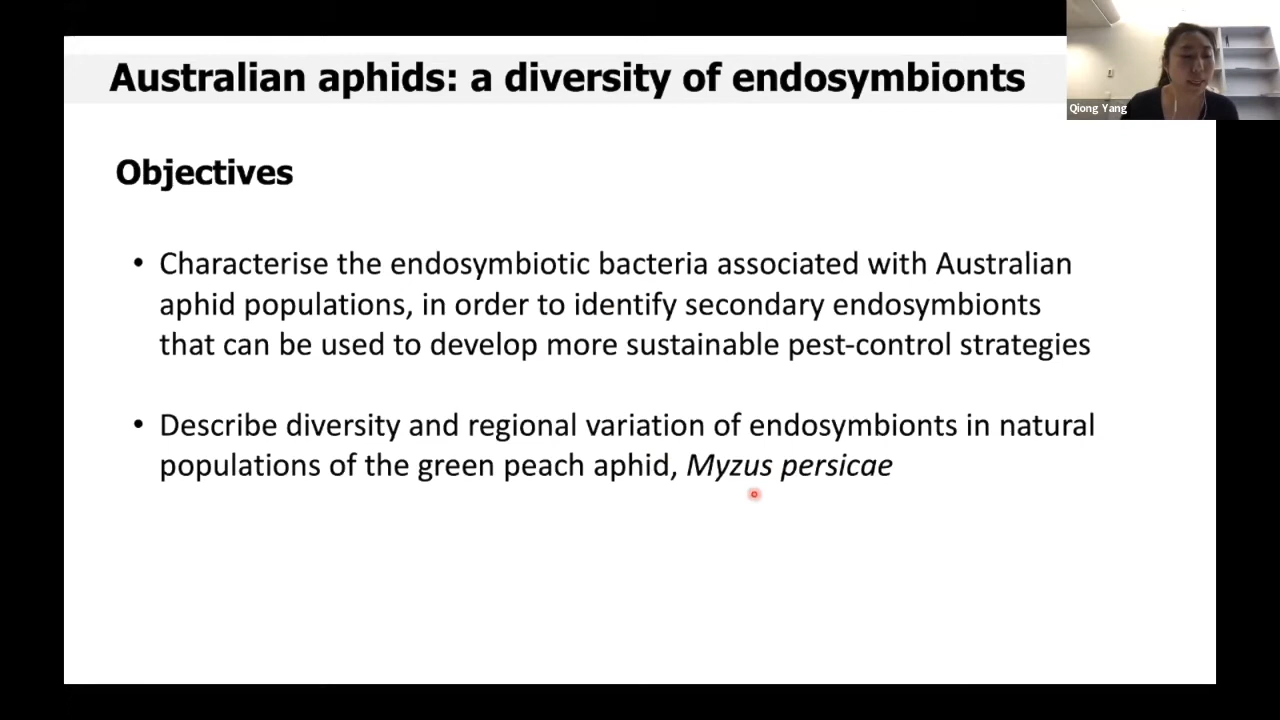 Australian aphids: a diversity of endosymbionts
Qiong Yang
Objectives
• Characterise the endosymbiotic bacteria associated with Australian
aphid populations, in order to identify secondary endosymbionts
that can be used to develop more sustainable pest-control strategies
• Describe diversity and regional variation of endosymbionts in natural
populations of the green peach aphid, Myzus persicae